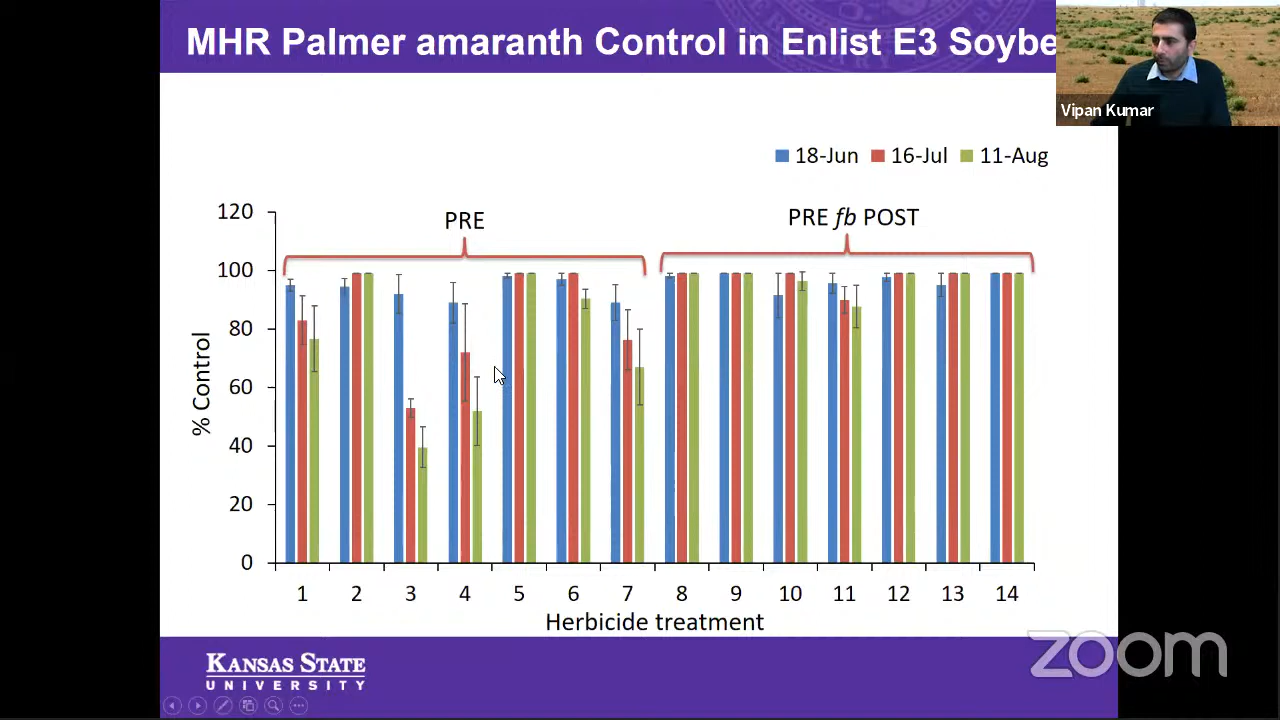 MHR Palmer amaranth Control in Enlist E3 Soybe
Vipan Kumar
18-Jun 16-Jul 11-Aug
PRE
PRE fb POST
120
100
80
60
40
20
0
% Control
1 2 3 4 5 6 7 8 9 10 11 12 13 14
Herbicide treatment
KANSAS STATE
UNIVERSITY
zoom